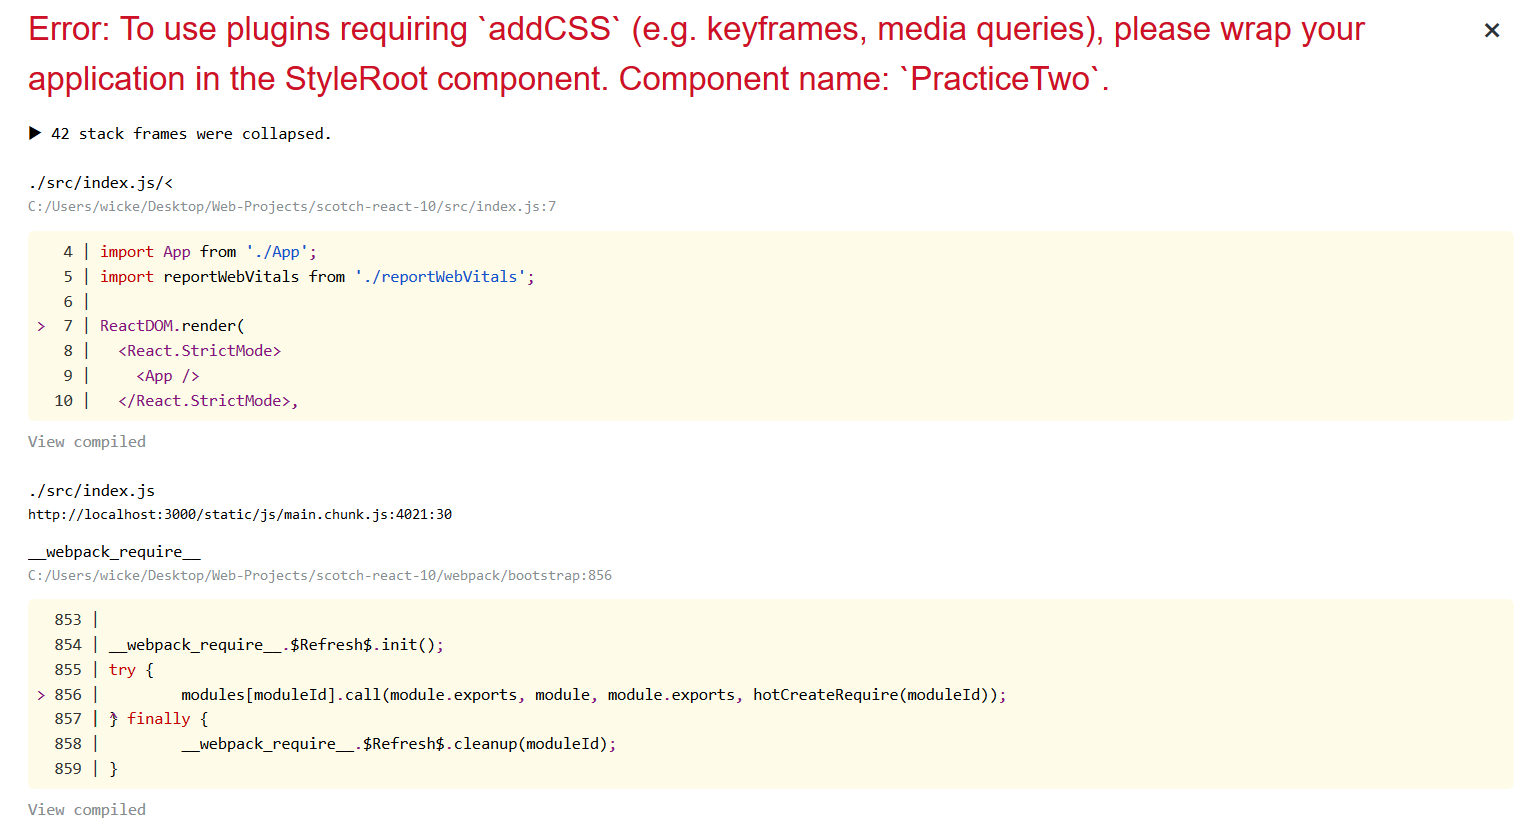 Error: To use plugins requiring `addCSS` (e.g. keyframes, media queries), please wrap your
application in the StyleRoot component. Component name: `PracticeTwo`.
×
▶ 42 stack frames were collapsed.
./src/index.js/<
C:/Users/wicke/Desktop/Web-Projects/scotch-react-10/src/index.js:7
  4 | import App from './App';
  5 | import reportWebVitals from './reportWebVitals';
  6 |
> 7 | ReactDOM.render(
  8 |   <React.StrictMode>
  9 |     <App />
 10 |   </React.StrictMode>,
View compiled
./src/index.js
http://localhost:3000/static/js/main.chunk.js:4021:30
__webpack_require__
C:/Users/wicke/Desktop/Web-Projects/scotch-react-10/webpack/bootstrap:856
  853 |
  854 | __webpack_require__.$Refresh$.init();
  855 | try {
> 856 |         modules[moduleId].call(module.exports, module, module.exports, hotCreateRequire(moduleId));
  857 | } finally {
  858 |         __webpack_require__.$Refresh$.cleanup(moduleId);
  859 | }
View compiled